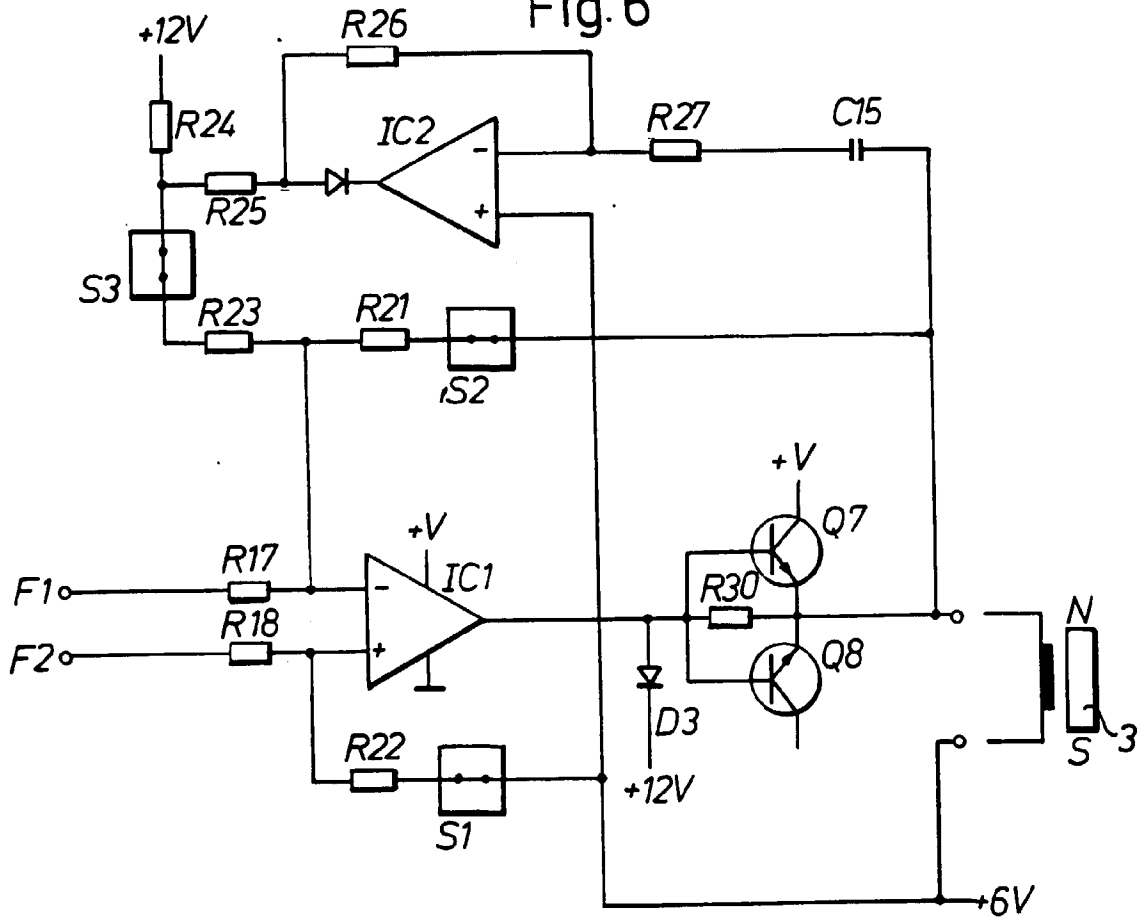 Fig. 6
+12V
R26
R24
IC2
R27
C15
-
+
R25
S3
R23
R21
S2
+V
Q7
+V
IC1
R17
F1
-
R30
R18
F2
+
Q8
N
D3
3
S
R22
+12V
S1
+6V